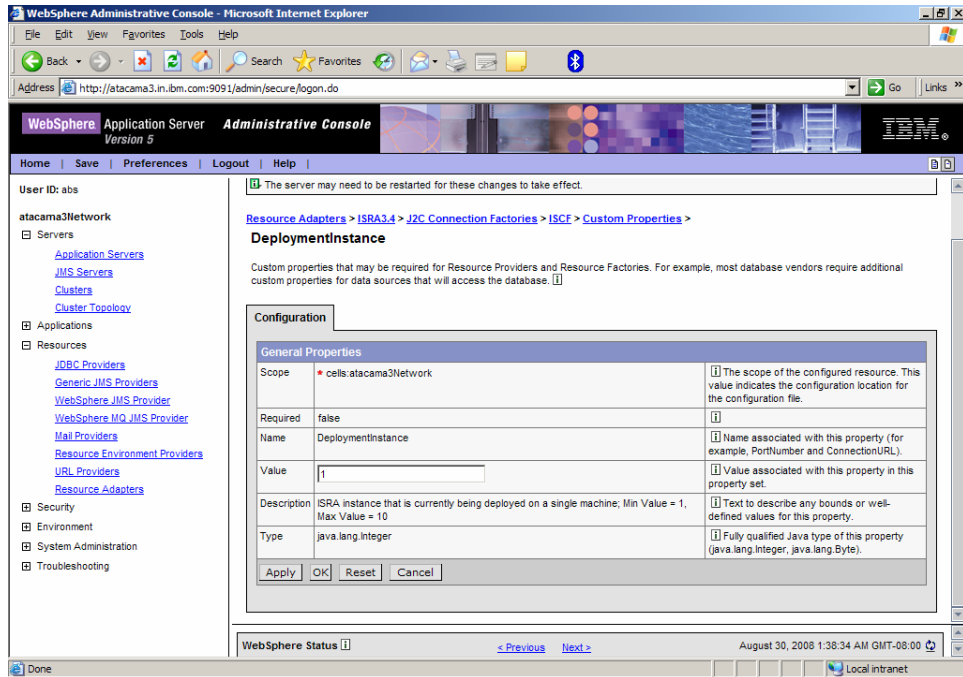 WebSphere Administrative Console - Microsoft Internet Explorer
File Edit View Favorites Tools Help
Back Search Favorites
Address http://atacama3.in.ibm.com:9091/admin/secure/logon.do Go Links »
WebSphere Application Server Administrative Console
Version 5
IBM
Home | Save | Preferences | Logout | Help |
User ID: abs
atacama3Network
Servers
Application Servers
JMS Servers
Clusters
Cluster Topology
Applications
Resources
JDBC Providers
Generic JMS Providers
WebSphere JMS Provider
WebSphere MQ JMS Provider
Mail Providers
Resource Environment Providers
URL Providers
Resource Adapters
Security
Environment
System Administration
Troubleshooting
The server may need to be restarted for these changes to take effect.
Resource Adapters > ISRA3.4 > J2C Connection Factories > ISCF > Custom Properties >
DeploymentInstance
Custom properties that may be required for Resource Providers and Resource Factories. For example, most database vendors require additional
custom properties for data sources that will access the database. i
Configuration
General Properties
Scope * cells:atacama3Network i The scope of the configured resource. This
value indicates the configuration location for
the configuration file.
Required false i
Name DeploymentInstance i Name associated with this property (for
example, PortNumber and ConnectionURL).
Value 1 i Value associated with this property in this
property set.
Description ISRA instance that is currently being deployed on a single machine; Min Value = 1, i Text to describe any bounds or well-
Max Value = 10 defined values for this property.
Type java.lang.Integer i Fully qualified Java type of this property
(java.lang.Integer, java.lang.Byte).
Apply OK Reset Cancel
WebSphere Status i < Previous Next > August 30, 2008 1:38:34 AM GMT-08:00
Done Local intranet